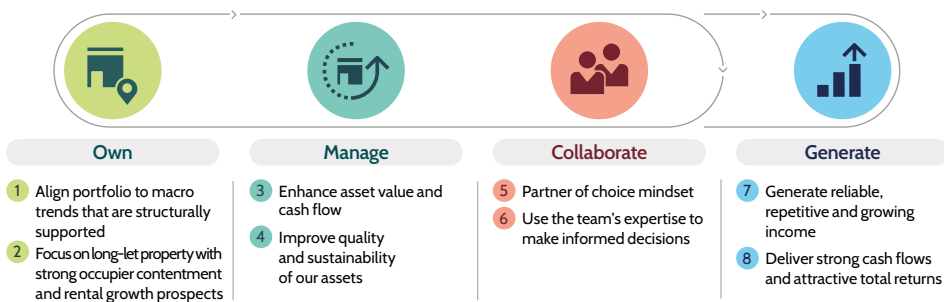 Own
1 Align portfolio to macro
trends that are structurally
supported
2 Focus on long-let property with
strong occupier contentment
and rental growth prospects
Manage
3 Enhance asset value and
cash flow
4 Improve quality
and sustainability
of our assets
Collaborate
5 Partner of choice mindset
6 Use the team's expertise to
make informed decisions
Generate
7 Generate reliable,
repetitive and growing
income
8 Deliver strong cash flows
and attractive total returns